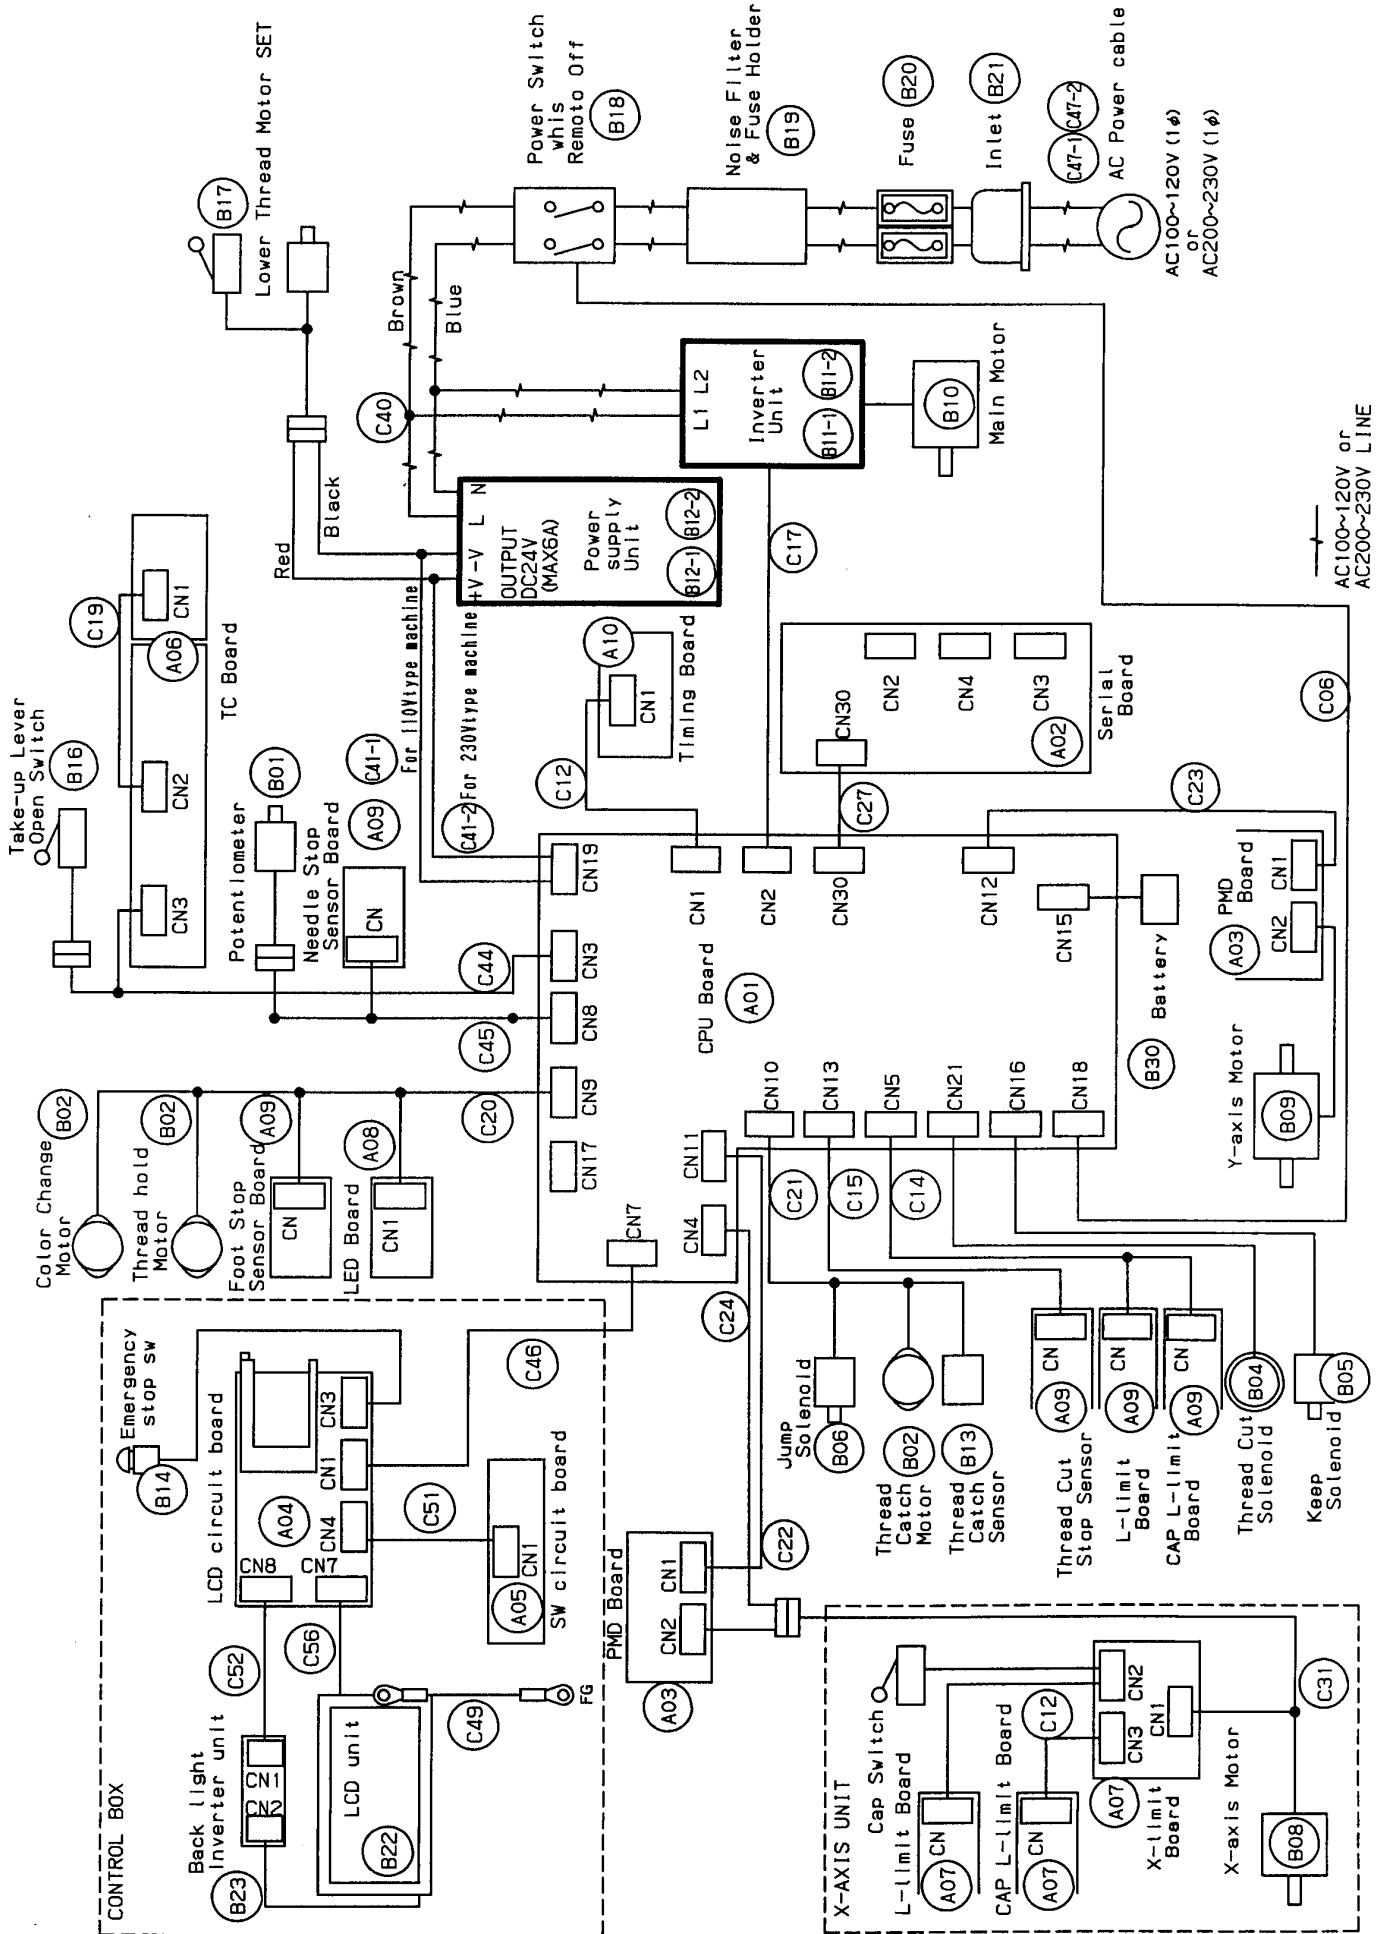 CONTROL BOX
Back light
Inverter unit
B23
CN2
CN1
C52
LCD unit
B22
C49
FG
C56
LCD circuit board
CN8
CN7
A04
CN4
CN1
CN3
B14
Emergency
stop sw
C51
A05
CN1
SW circuit board
C46
Color Change
Motor
B02
Thread hold
Motor
B02
Foot Stop
Sensor Board
A09
CN
LED Board
A08
CN1
C20
Take-up Lever
Open Switch
B16
CN3
CN2
CN1
C19
A06
TC Board
Potentiometer
B01
Needle Stop
Sensor Board
A09
CN
C45
C44
C41-1
For 110Vtype machine
C41-2
For 230Vtype machine
B17
Lower Thread Motor SET
Red
Black
C40
Brown
Blue
+V
-V
L
N
OUTPUT
DC24V
(MAX6A)
Power
supply
Unit
B12-1
B12-2
Power Switch
whis
Remoto Off
B18
Noise Filter
& Fuse Holder
B19
Fuse
B20
Inlet
B21
C47-1
C47-2
AC Power cable
AC100~120V(1ϕ)
or
AC200~230V(1ϕ)
L1
L2
Inverter
Unit
B11-1
B11-2
B10
Main Motor
C17
C12
A10
CN1
Timing Board
CN30
CN2
CN4
CN3
A02
Serial
Board
C27
CPU Board
A01
CN7
CN17
CN9
CN8
CN3
CN19
CN1
CN2
CN30
CN12
CN15
CN4
CN11
CN10
CN13
CN5
CN21
CN16
CN18
Battery
B30
C23
C06
PMD
Board
A03
CN2
CN1
Y-axis Motor
B09
AC100~120V or
AC200~230V LINE
C21
C15
C14
C24
C22
PMD Board
A03
CN2
CN1
Jump
Solenoid
B06
Thread
Catch
Motor
B02
Thread
Catch
Sensor
B13
Thread Cut
Stop Sensor
A09
CN
L-limit
Board
A09
CN
CAP L-limit
Board
A09
CN
Thread Cut
Solenoid
B04
Keep
Solenoid
B05
X-AXIS UNIT
Cap Switch
L-limit Board
A07
CN
CAP L-limit Board
A07
CN
C12
CN3
CN2
CN1
A07
X-limit
Board
X-axis Motor
B08
C31